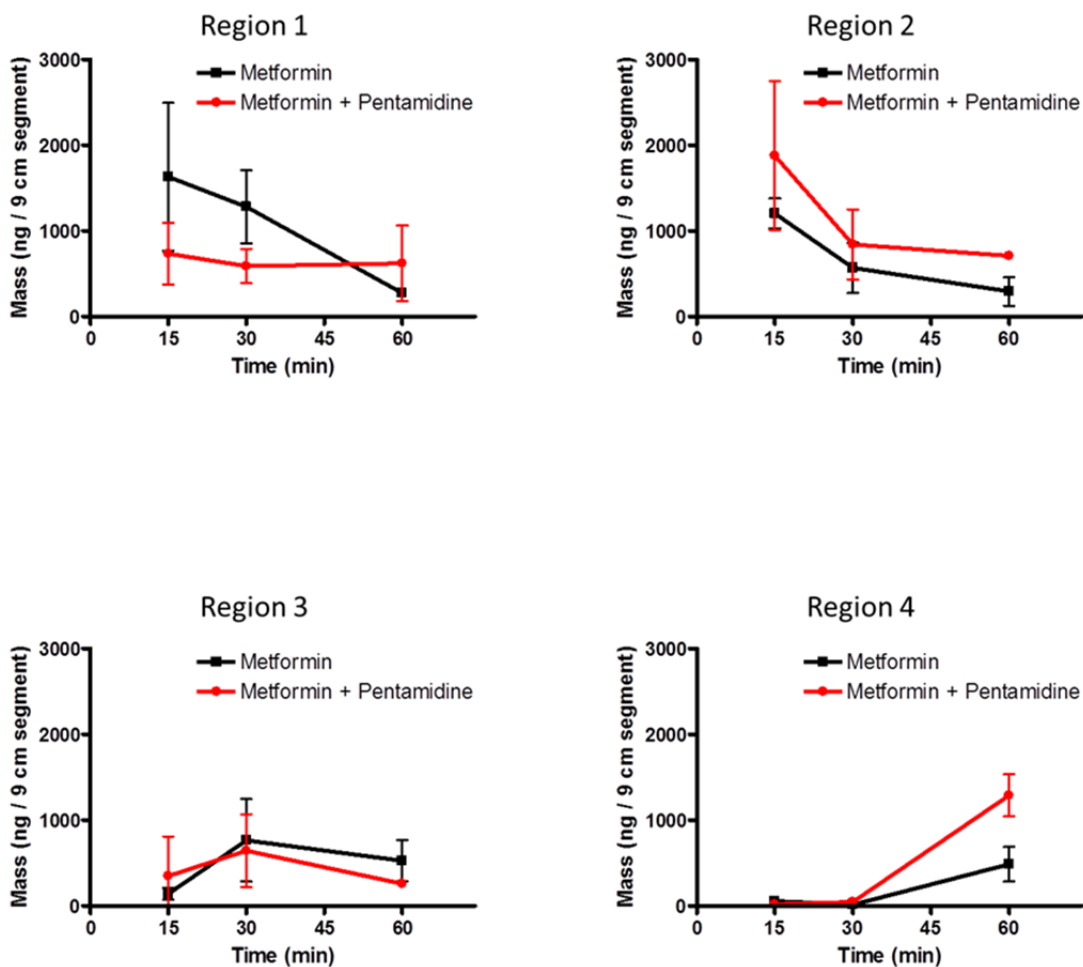 Region 1
Metformin
Metformin + Pentamidine
Mass (ng / 9 cm segment)
3000
2000
1000
0
0 15 30 45 60
Time (min)
Region 2
Metformin
Metformin + Pentamidine
Mass (ng / 9 cm segment)
3000
2000
1000
0
0 15 30 45 60
Time (min)
Region 3
Metformin
Metformin + Pentamidine
Mass (ng / 9 cm segment)
3000
2000
1000
0
0 15 30 45 60
Time (min)
Region 4
Metformin
Metformin + Pentamidine
Mass (ng / 9 cm segment)
3000
2000
1000
0
0 15 30 45 60
Time (min)